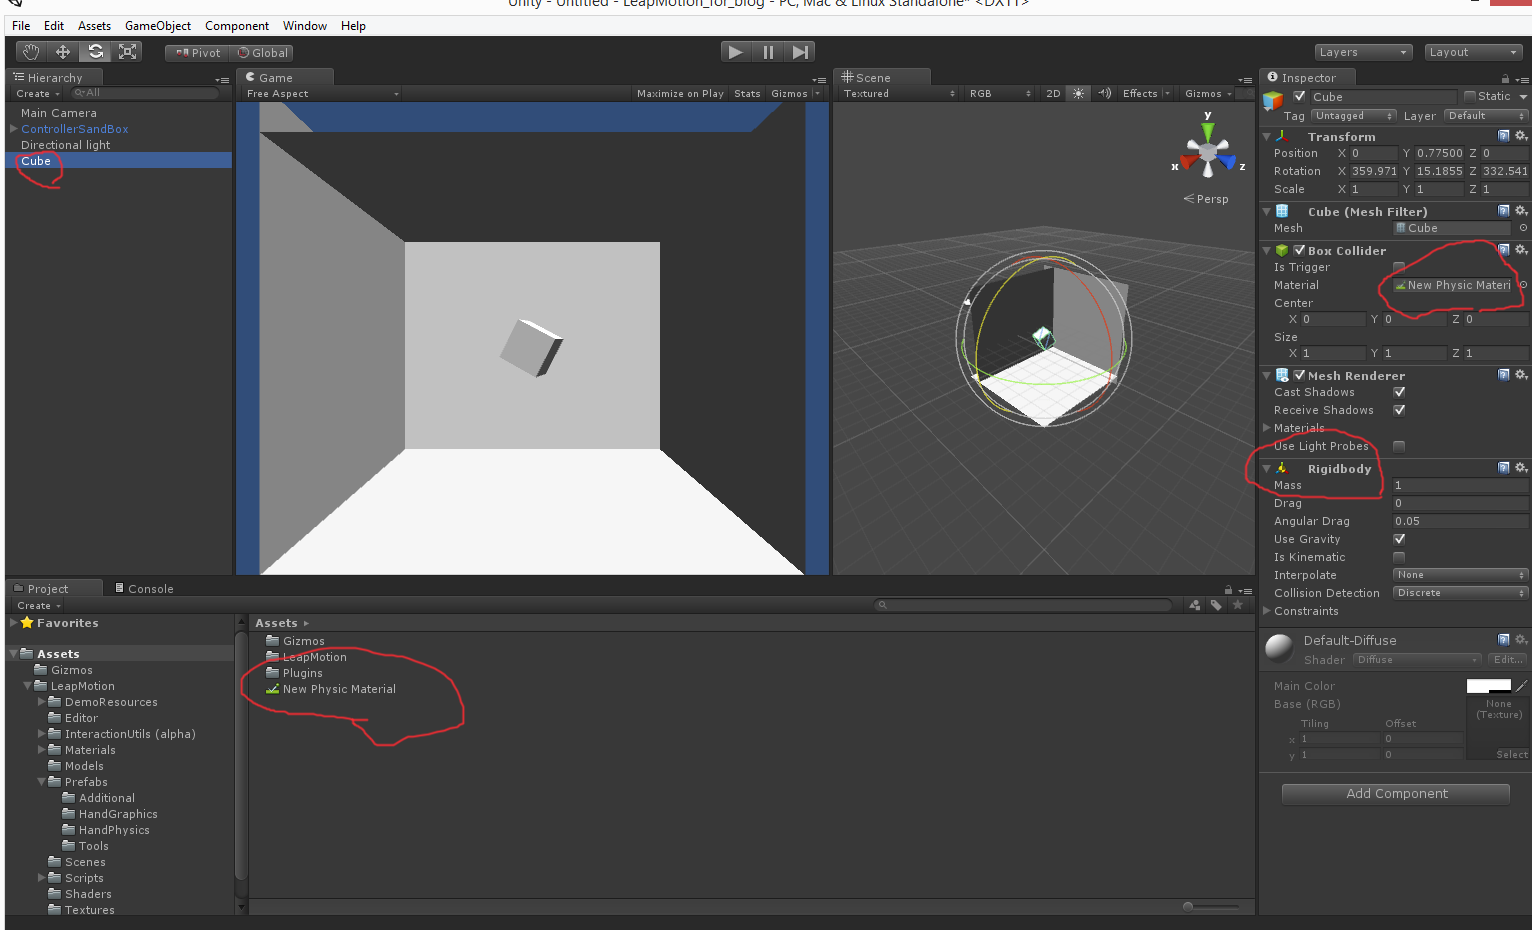 Unity - Untitled - LeapMotion_for_blog - PC, Mac & Linux Standalone* <DX11>
File Edit Assets GameObject Component Window Help
Pivot Global Layers Layout
Hierarchy
Create All
Main Camera
ControllerSandBox
Directional light
Cube
Game
Free Aspect Maximize on Play Stats Gizmos
Scene
Textured RGB 2D Effects Gizmos
y
x z
Persp
Inspector
Cube Static
Tag Untagged Layer Default
Transform
Position X 0 Y 0.77500 Z 0
Rotation X 359.971 Y 15.1855 Z 332.541
Scale X 1 Y 1 Z 1
Cube (Mesh Filter)
Mesh Cube
Box Collider
Is Trigger
Material New Physic Materi
Center
X 0 Y 0 Z 0
Size
X 1 Y 1 Z 1
Mesh Renderer
Cast Shadows
Receive Shadows
Materials
Use Light Probes
Rigidbody
Mass 1
Drag 0
Angular Drag 0.05
Use Gravity
Is Kinematic
Interpolate None
Collision Detection Discrete
Constraints
Default-Diffuse
Shader Diffuse Edit...
Main Color
Base (RGB) None
(Texture)
Tiling Offset
x 1 0
y 1 0
Select
Add Component
Project Console
Create
Favorites
Assets
Gizmos
LeapMotion
DemoResources
Editor
InteractionUtils (alpha)
Materials
Models
Prefabs
Additional
HandGraphics
HandPhysics
Tools
Scenes
Scripts
Shaders
Textures
Assets
Gizmos
LeapMotion
Plugins
New Physic Material